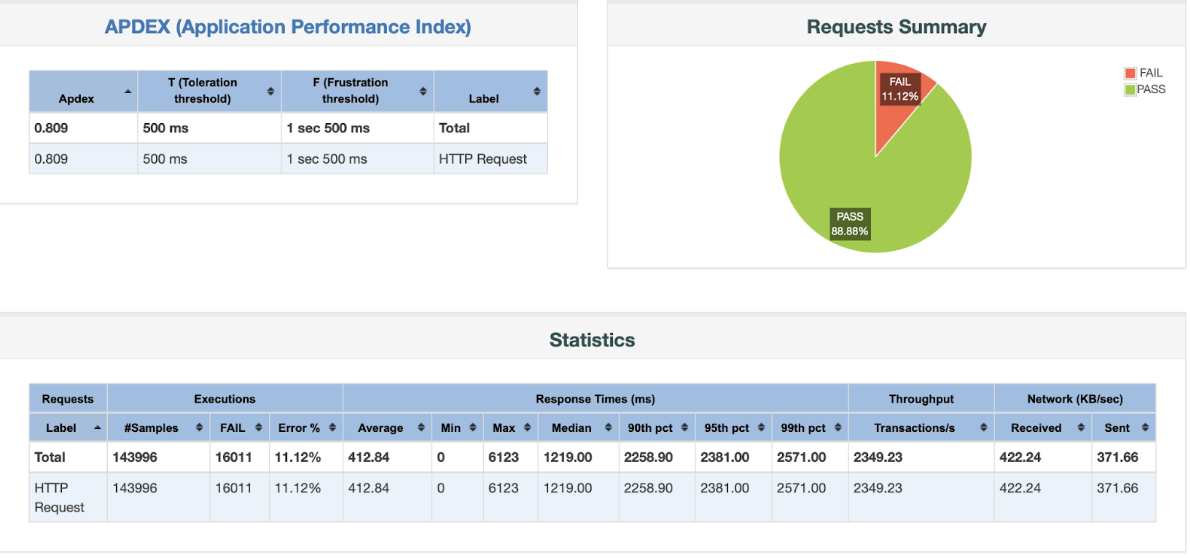 APDEX (Application Performance Index)
Apdex T (Toleration threshold) F (Frustration threshold) Label
0.809 500 ms 1 sec 500 ms Total
0.809 500 ms 1 sec 500 ms HTTP Request
Requests Summary
FAIL
11.12%
PASS
88.88%
FAIL
PASS
Statistics
Requests Executions Response Times (ms) Throughput Network (KB/sec)
Label #Samples FAIL Error % Average Min Max Median 90th pct 95th pct 99th pct Transactions/s Received Sent
Total 143996 16011 11.12% 412.84 0 6123 1219.00 2258.90 2381.00 2571.00 2349.23 422.24 371.66
HTTP Request 143996 16011 11.12% 412.84 0 6123 1219.00 2258.90 2381.00 2571.00 2349.23 422.24 371.66